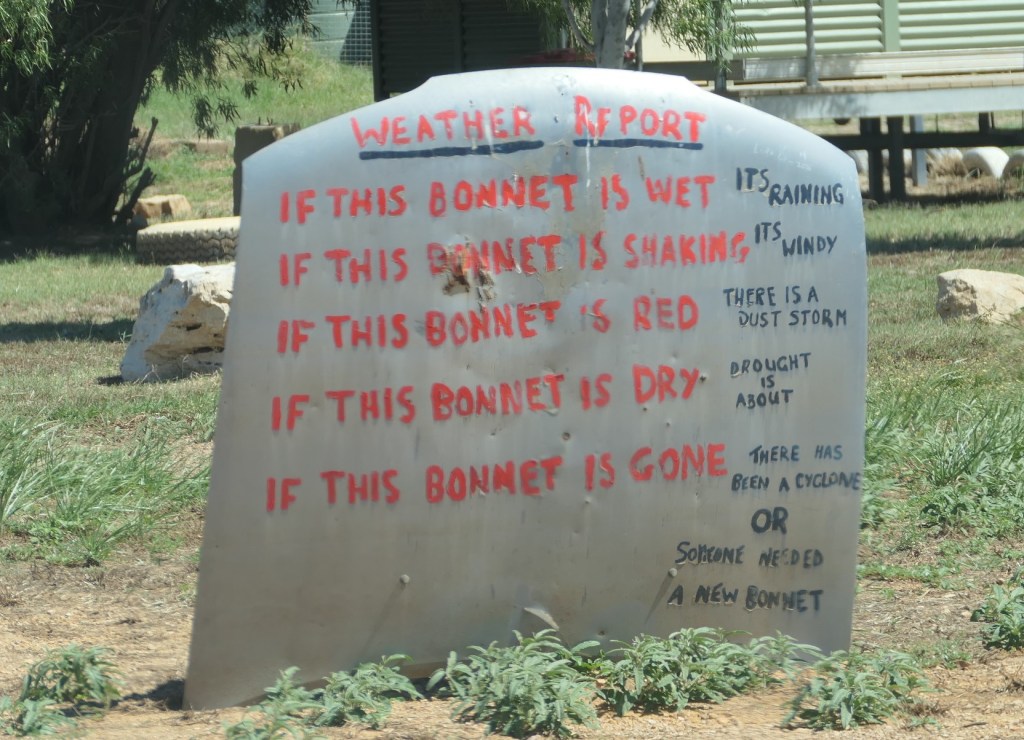 WEATHER REPORT
IF THIS BONNET IS WET ITS RAINING
IF THIS BONNET IS SHAKING ITS WINDY
IF THIS BONNET IS RED THERE IS A DUST STORM
IF THIS BONNET IS DRY DROUGHT IS ABOUT
IF THIS BONNET IS GONE THERE HAS BEEN A CYCLONE
OR
SOMEONE NEEDED
A NEW BONNET